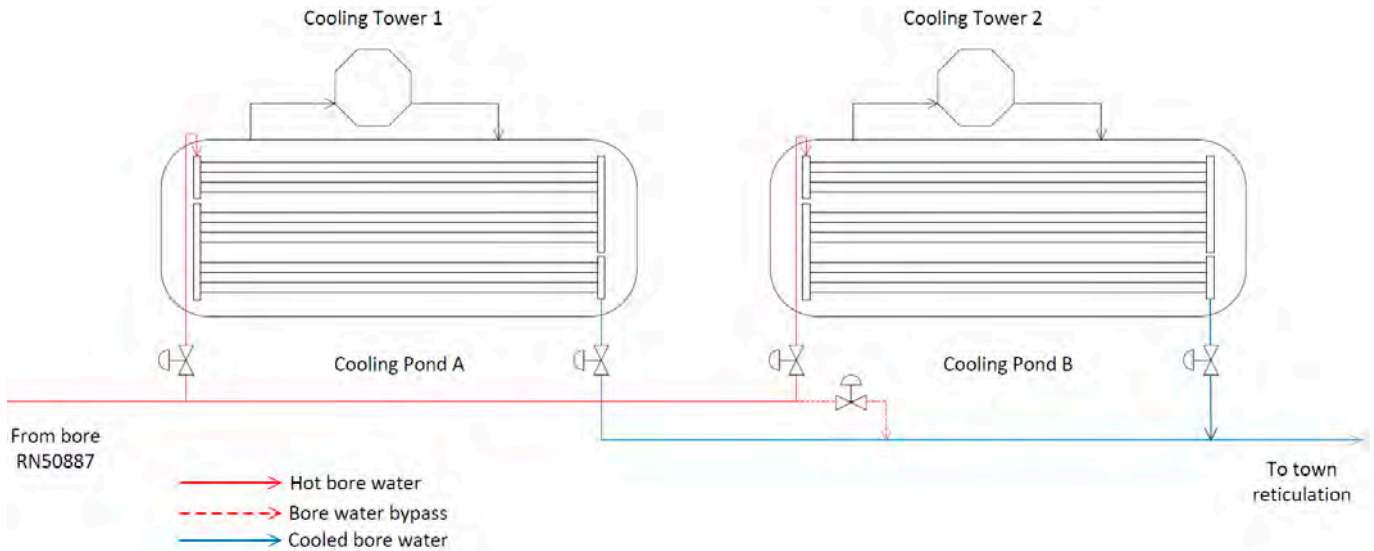 Cooling Tower 1
Cooling Tower 2
Cooling Pond A
Cooling Pond B
From bore
RN50887
To town
reticulation
Hot bore water
Bore water bypass
Cooled bore water